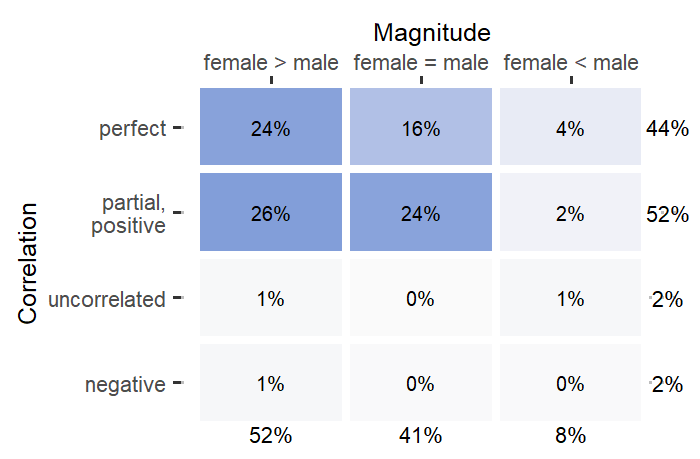 Magnitude
female > male female = male female < male
perfect 24% 16% 4% 44%
partial,
positive 26% 24% 2% 52%
Correlation
uncorrelated 1% 0% 1% 2%
negative 1% 0% 0% 2%
52% 41% 8%